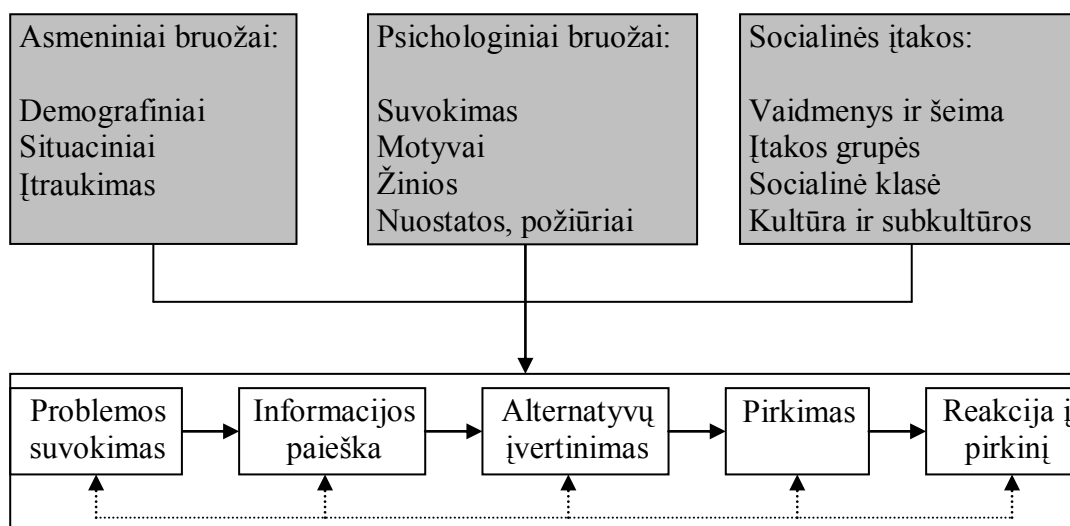 Asmeniniai bruožai:
Demografiniai
Situaciniai
Įtraukimas
Psichologiniai bruožai:
Suvokimas
Motyvai
Žinios
Nuostatos, požiūriai
Socialinės įtakos:
Vaidmenys ir šeima
Įtakos grupės
Socialinė klasė
Kultūra ir subkultūros
Problemos
suvokimas
Informacijos
paieška
Alternatyvų
įvertinimas
Pirkimas
Reakcija į
pirkinį